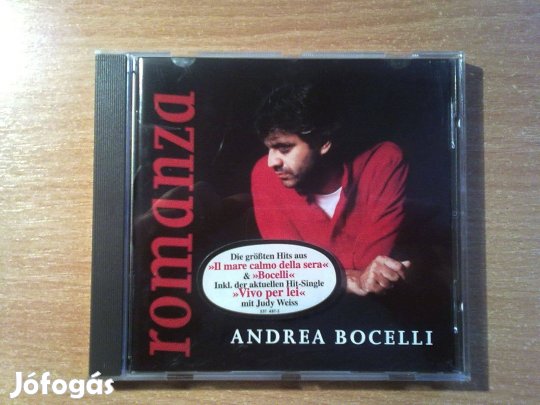 romanza
Die größten Hits aus
»Il mare calmo della sera«
& »Bocelli«
Inkl. der aktuellen Hit-Single
»Vivo per lei«
mit Judy Weiss
ANDREA BOCELLI
Jófogás